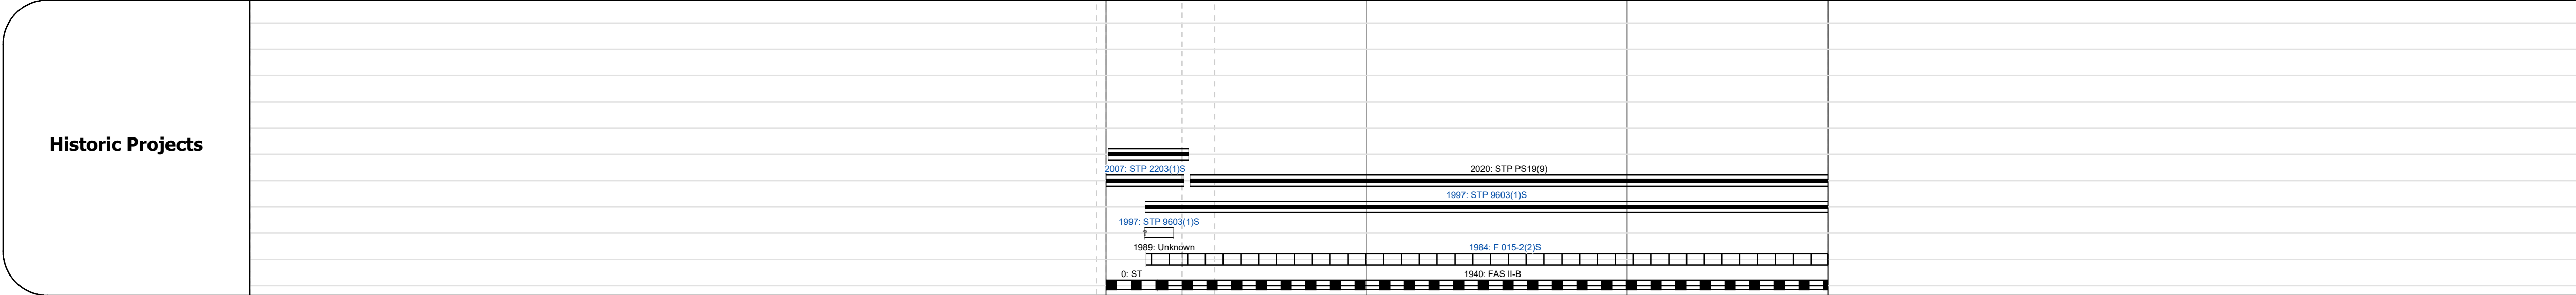 Historic Projects
2007: STP 2203(1)S
2020: STP PS19(9)
1997: STP 9603(1)S
1997: STP 9603(1)S
1989: Unknown
1984: F 015-2(2)S
0: ST
1940: FAS II-B